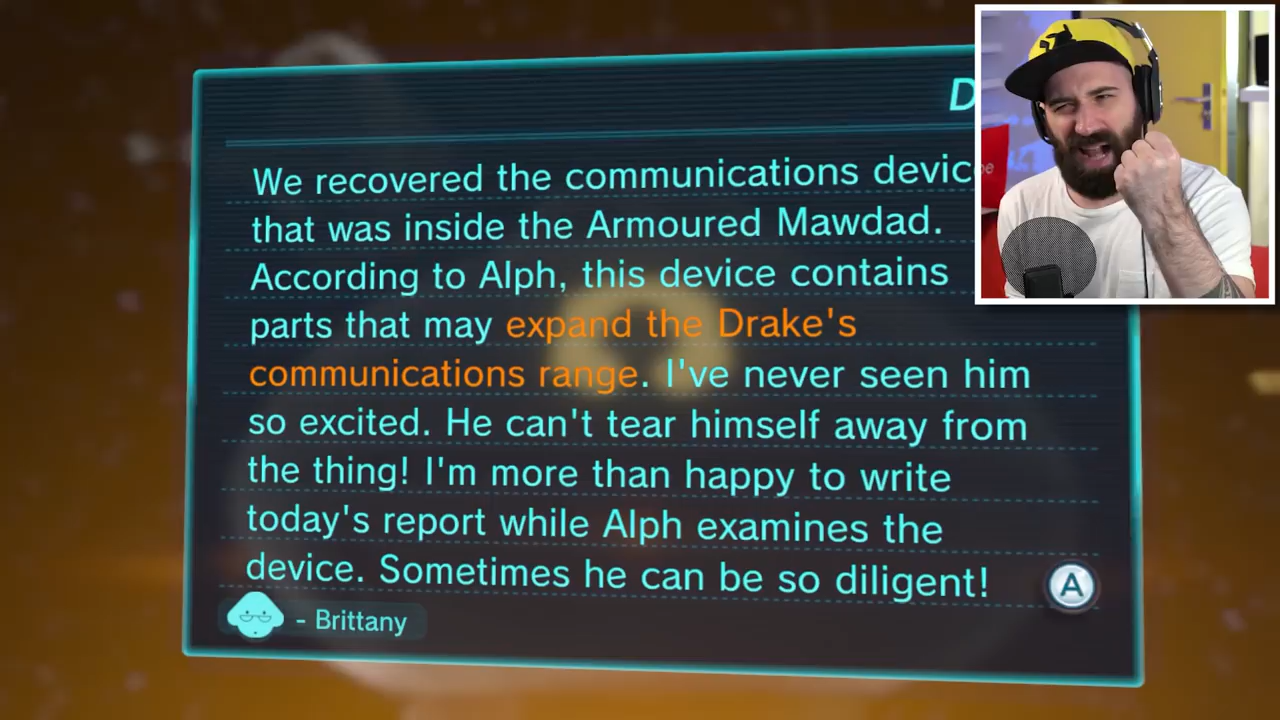 We recovered the communications devic
that was inside the Armoured Mawdad.
According to Alph, this device contains
parts that may expand the Drake's
communications range. I've never seen him
so excited. He can't tear himself away from
the thing! I'm more than happy to write
today's report while Alph examines the
device. Sometimes he can be so diligent!
A
- Brittany